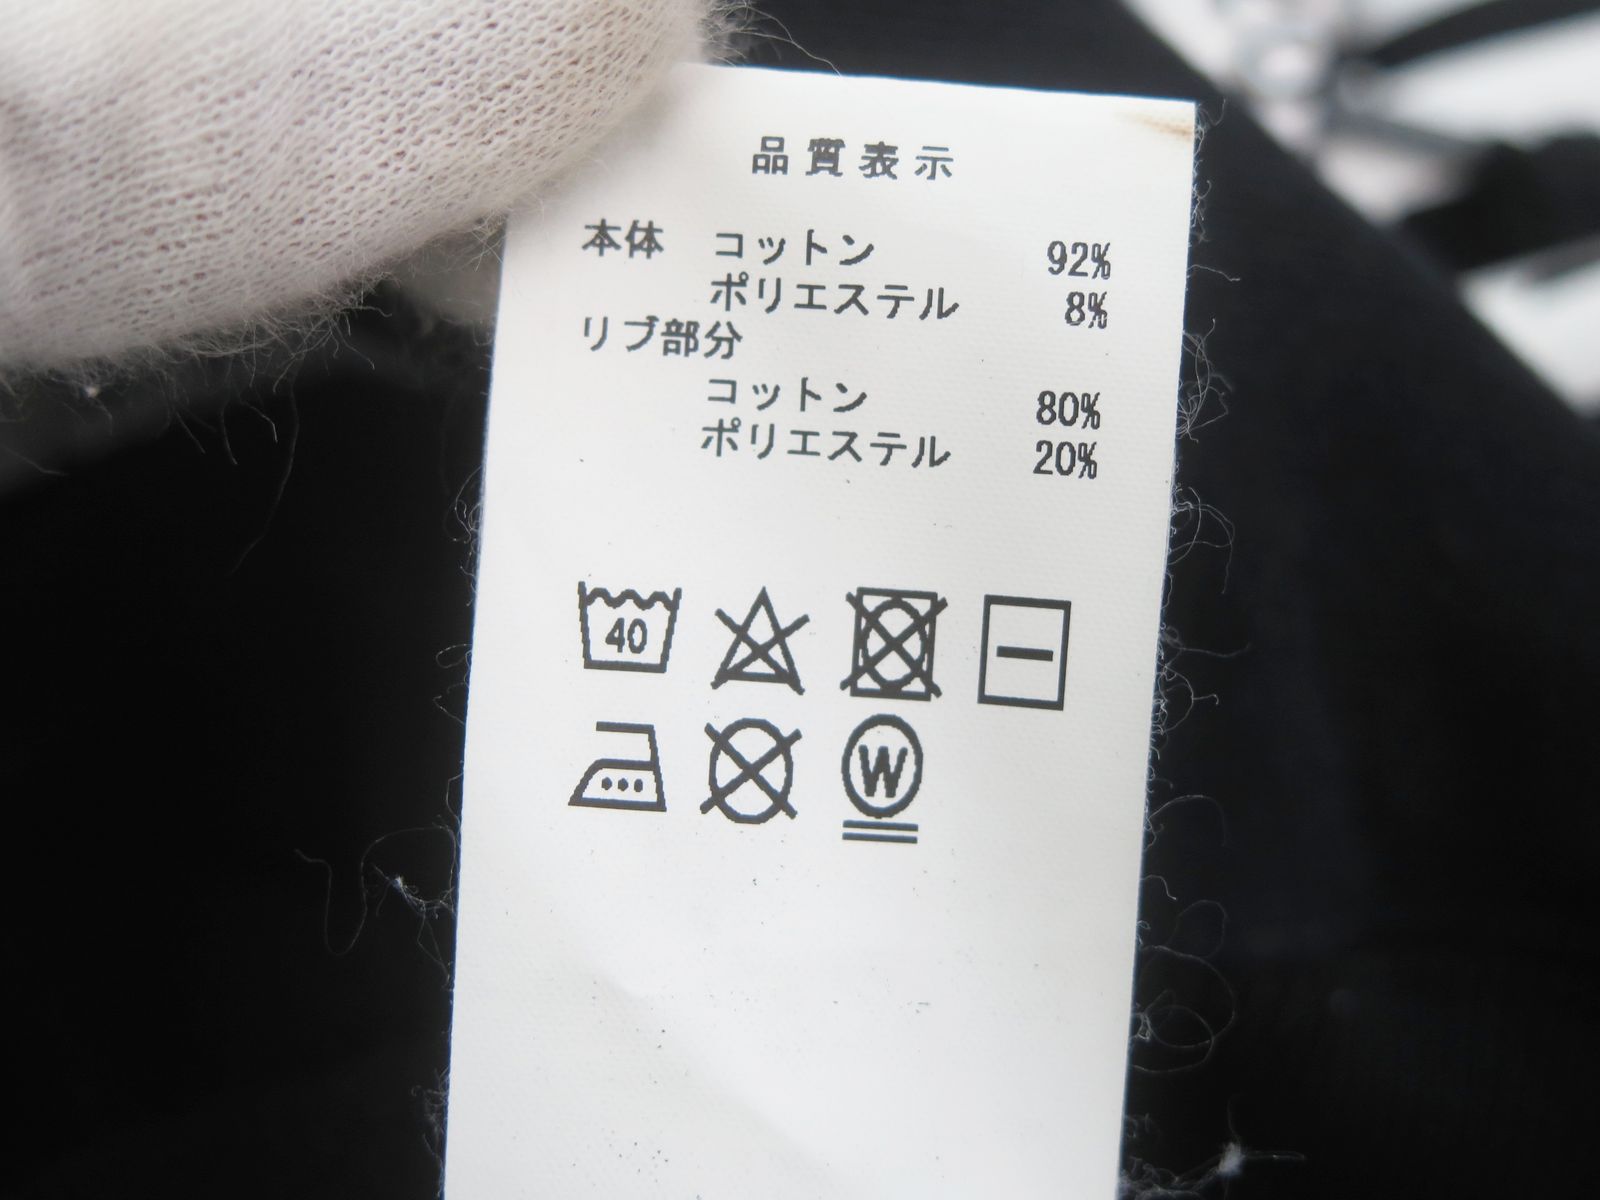 品質表示
本体 コットン 92%
ポリエステル 8%
リブ部分
コットン 80%
ポリエステル 20%
40
W